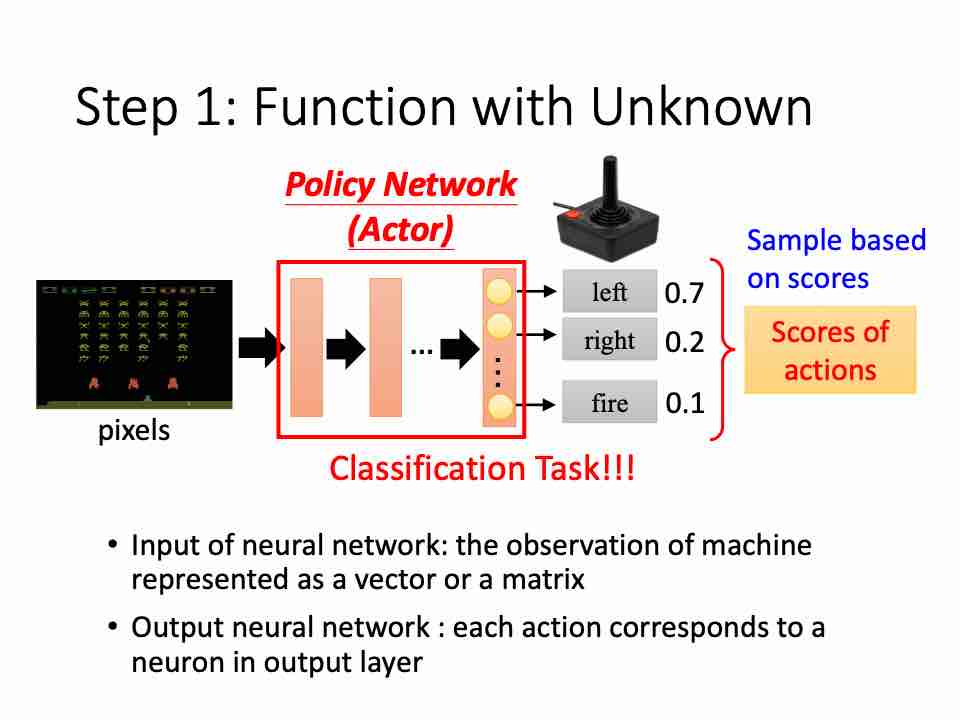 Step 1: Function with Unknown
Policy Network
(Actor)
Sample based
on scores
left 0.7
right 0.2
...
fire 0.1
Scores of
actions
pixels
Classification Task!!!
• Input of neural network: the observation of machine
represented as a vector or a matrix
• Output neural network : each action corresponds to a
neuron in output layer